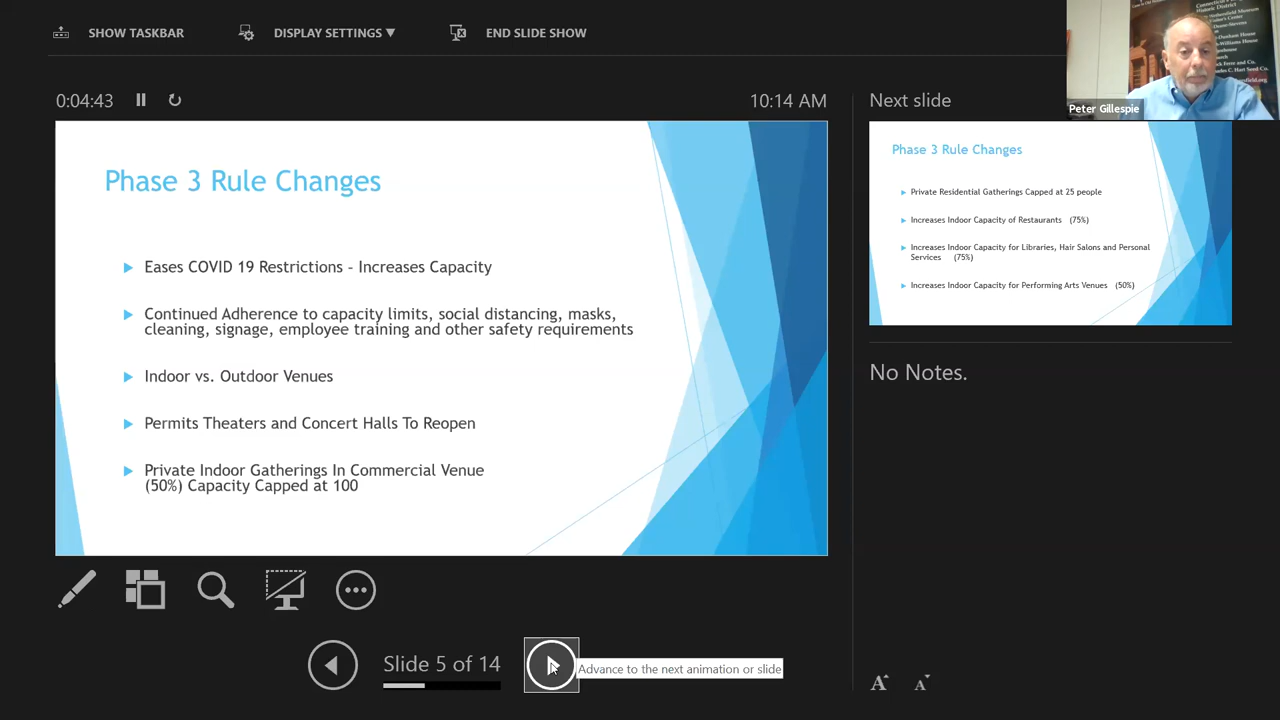 SHOW TASKBAR
DISPLAY SETTINGS ▼
END SLIDE SHOW
0:04:43
10:14 AM
Phase 3 Rule Changes
Eases COVID 19 Restrictions - Increases Capacity
Continued Adherence to capacity limits, social distancing, masks,
cleaning, signage, employee training and other safety requirements
Indoor vs. Outdoor Venues
Permits Theaters and Concert Halls To Reopen
Private Indoor Gatherings In Commercial Venue
(50%) Capacity Capped at 100
Slide 5 of 14
Advance to the next animation or slide
Next slide
Phase 3 Rule Changes
Private Residential Gatherings Capped at 25 people
Increases Indoor Capacity of Restaurants (75%)
Increases Indoor Capacity for Libraries, Hair Salons and Personal
Services (75%)
Increases Indoor Capacity for Performing Arts Venues (50%)
No Notes.
A A
Peter Gillespie
Historic District